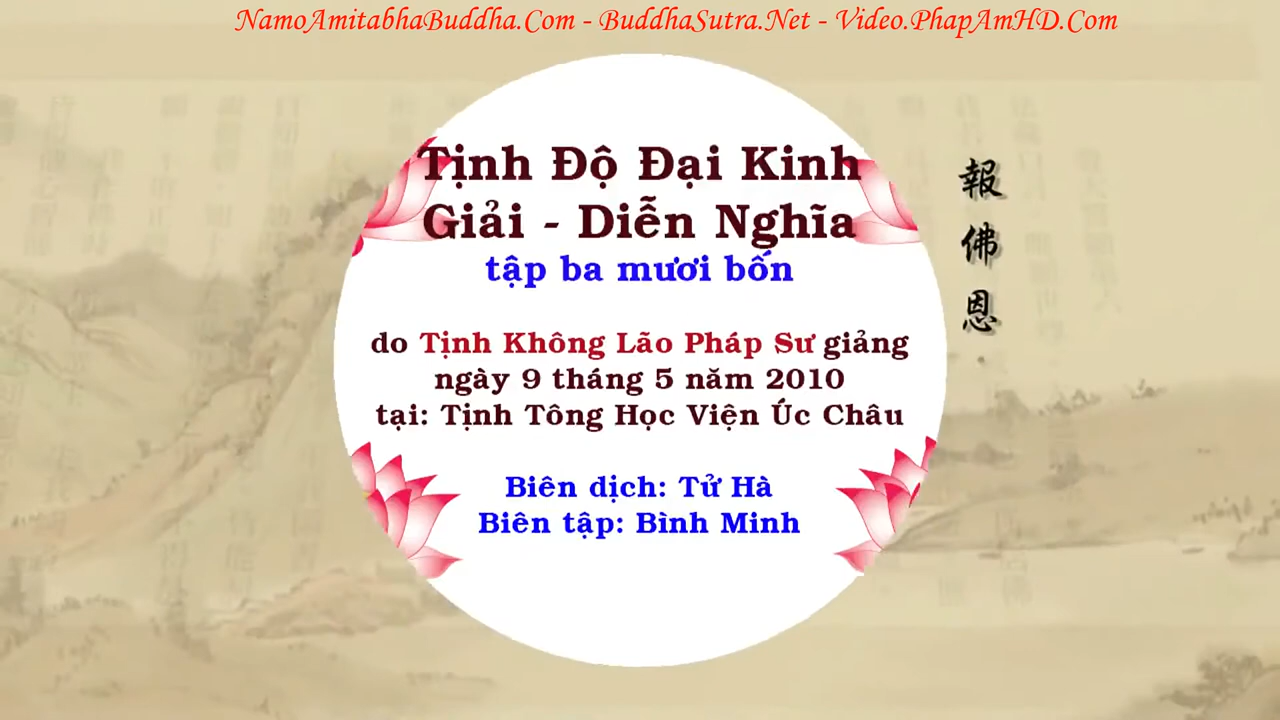 NamoAmitabhaBuddha.Com - BuddhaSutra.Net - Video.PhapAmHD.Com
Tịnh Độ Đại Kinh
Giải - Diễn Nghĩa
tập ba mươi bốn
do Tịnh Không Lão Pháp Sư giảng
ngày 9 tháng 5 năm 2010
tại: Tịnh Tông Học Viện Úc Châu
Biên dịch: Tử Hà
Biên tập: Bình Minh
報佛恩